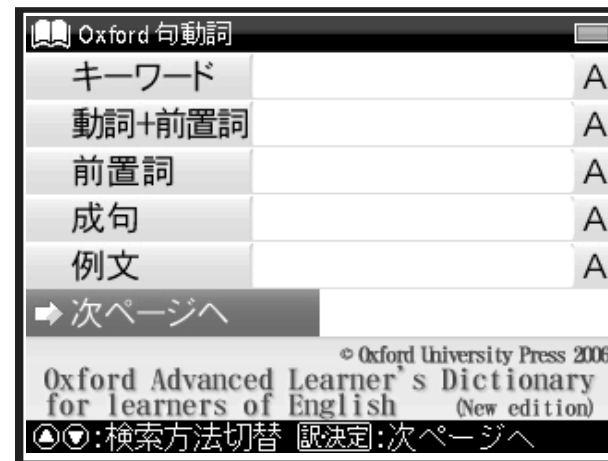 Oxford 句動詞
キーワード A
動詞+前置詞 A
前置詞 A
成句 A
例文 A
次ページへ
© Oxford University Press 2006
Oxford Advanced Learner's Dictionary
for learners of English (New edition)
:検索方法切替 訳・決定:次ページへ